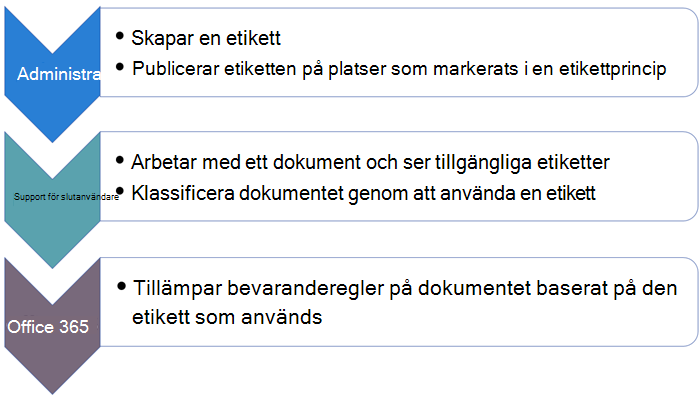 Administra
• Skapar en etikett
• Publicerar etiketten på platser som markerats i en etikettprincip
Support för slutanvändare
• Arbetar med ett dokument och ser tillgängliga etiketter
• Klassificera dokumentet genom att använda en etikett
Office 365
• Tillämpar bevaranderegler på dokumentet baserat på den
etikett som används